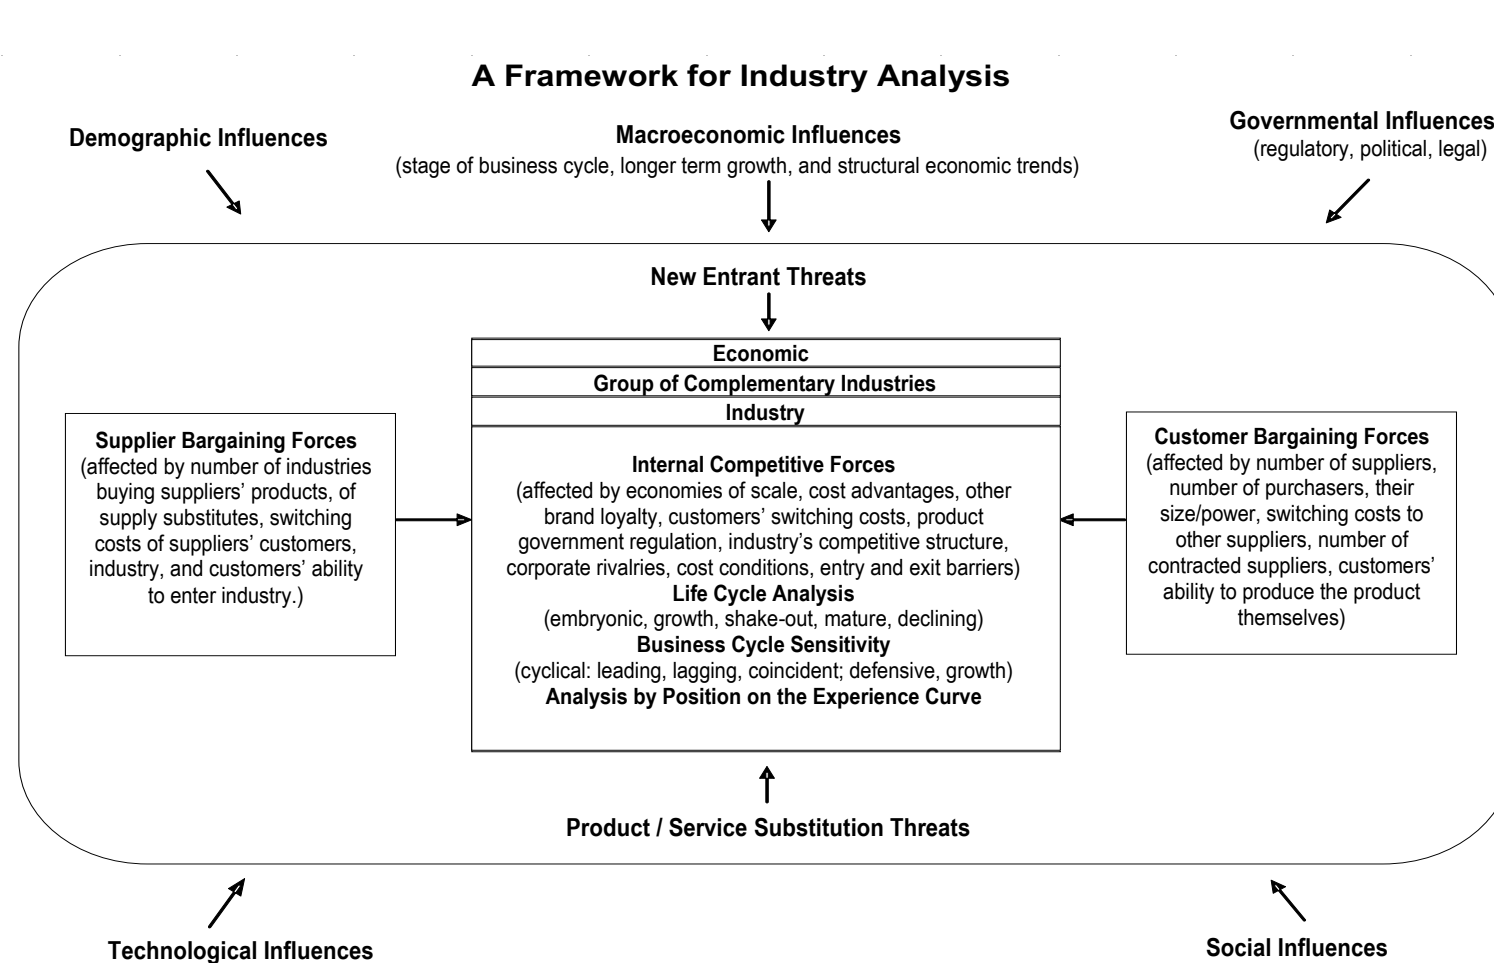 A Framework for Industry Analysis
Demographic Influences
Macroeconomic Influences
(stage of business cycle, longer term growth, and structural economic trends)
Governmental Influences
(regulatory, political, legal)
New Entrant Threats
Economic
Group of Complementary Industries
Industry
Supplier Bargaining Forces
(affected by number of industries
buying suppliers’ products, of
supply substitutes, switching
costs of suppliers’ customers,
industry, and customers’ ability
to enter industry.)
Internal Competitive Forces
(affected by economies of scale, cost advantages, other
brand loyalty, customers’ switching costs, product
government regulation, industry’s competitive structure,
corporate rivalries, cost conditions, entry and exit barriers)
Life Cycle Analysis
(embryonic, growth, shake-out, mature, declining)
Business Cycle Sensitivity
(cyclical: leading, lagging, coincident; defensive, growth)
Analysis by Position on the Experience Curve
Customer Bargaining Forces
(affected by number of suppliers,
number of purchasers, their
size/power, switching costs to
other suppliers, number of
contracted suppliers, customers’
ability to produce the product
themselves)
Product / Service Substitution Threats
Technological Influences
Social Influences